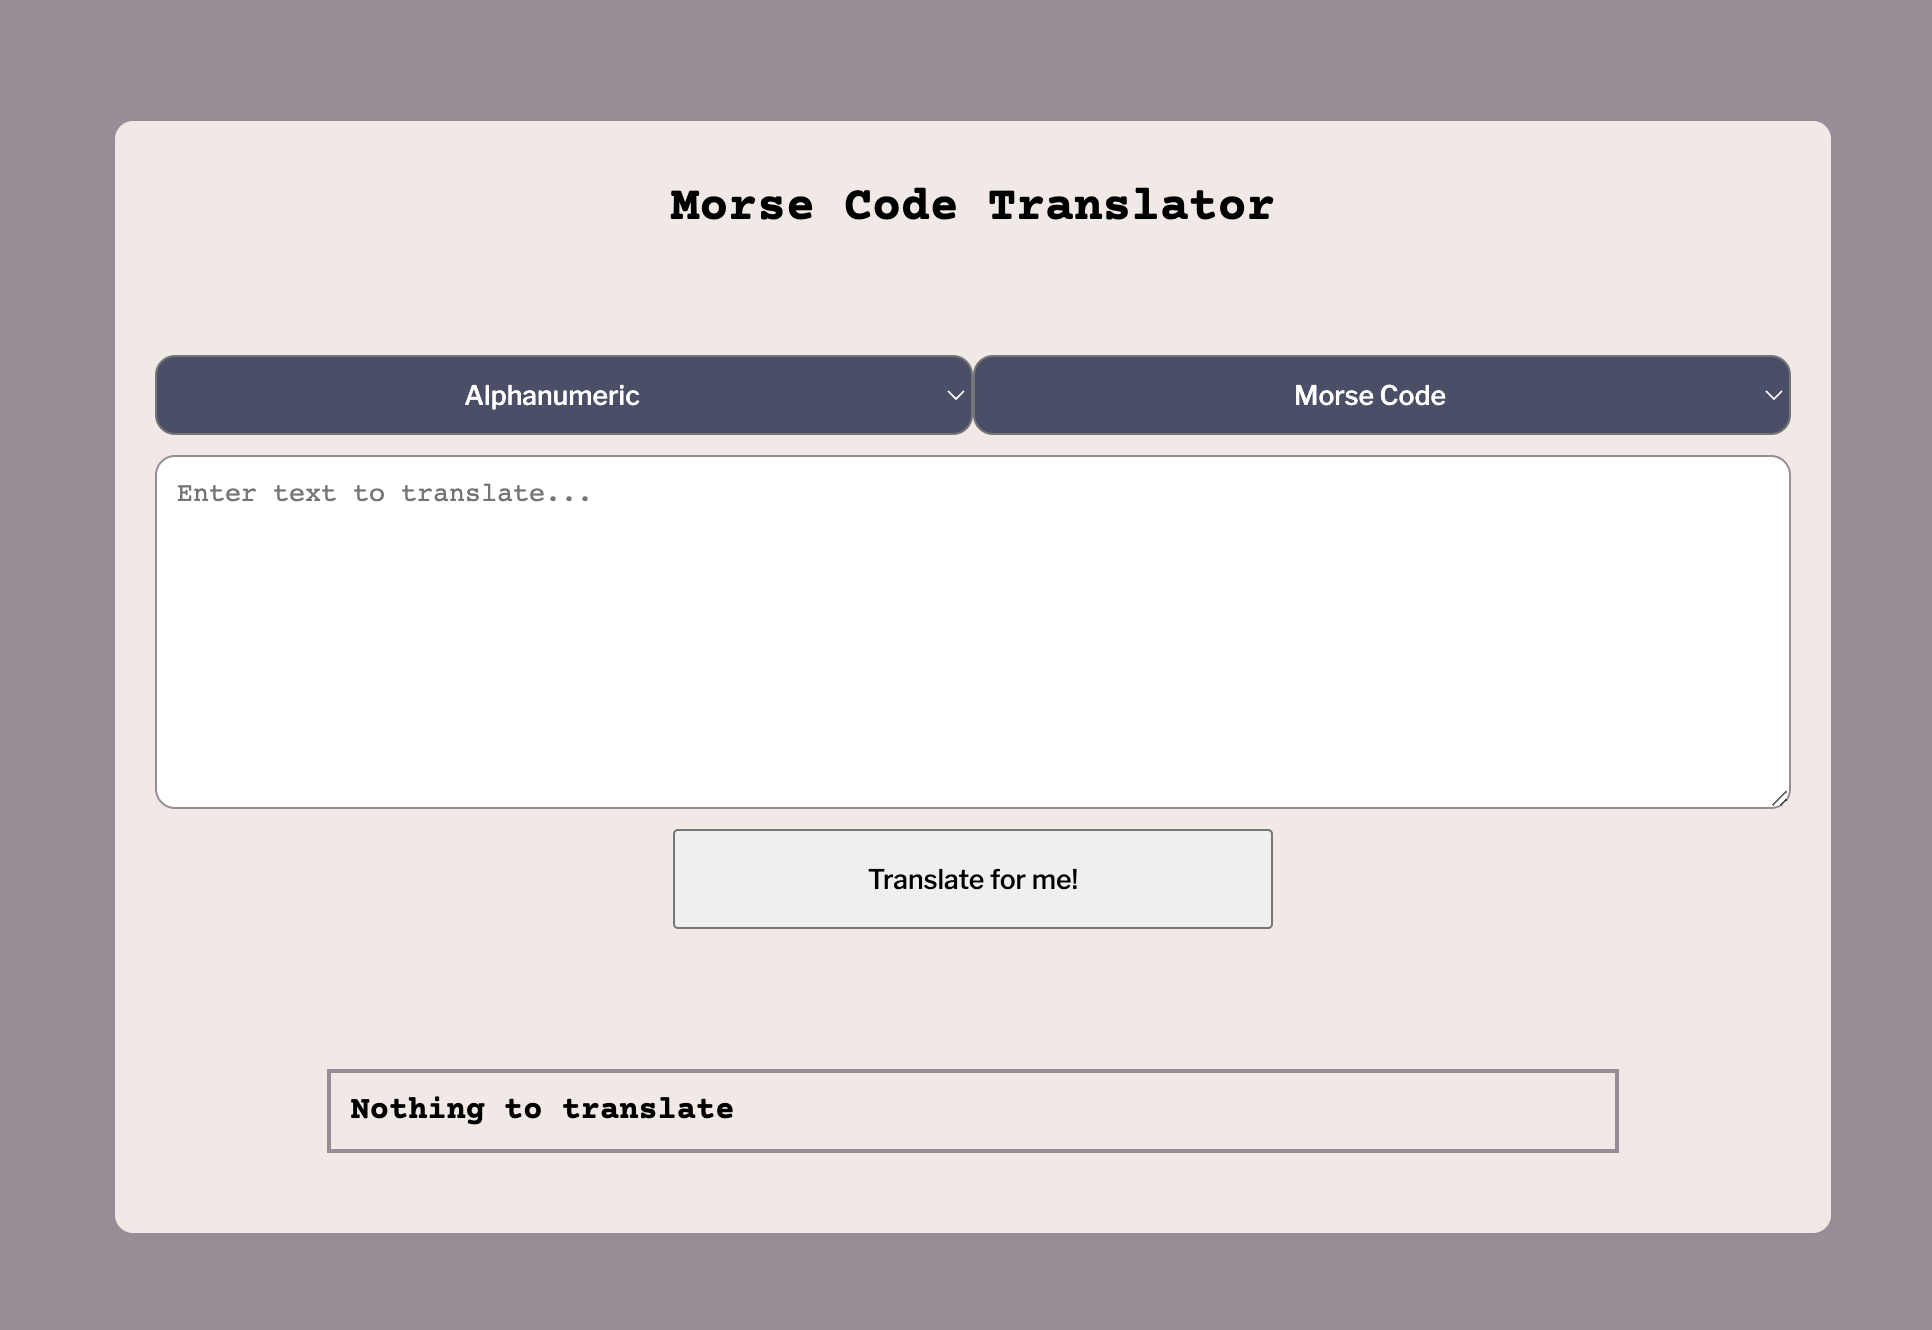 Morse Code Translator
Alphanumeric
Morse Code
Enter text to translate...
Translate for me!
Nothing to translate